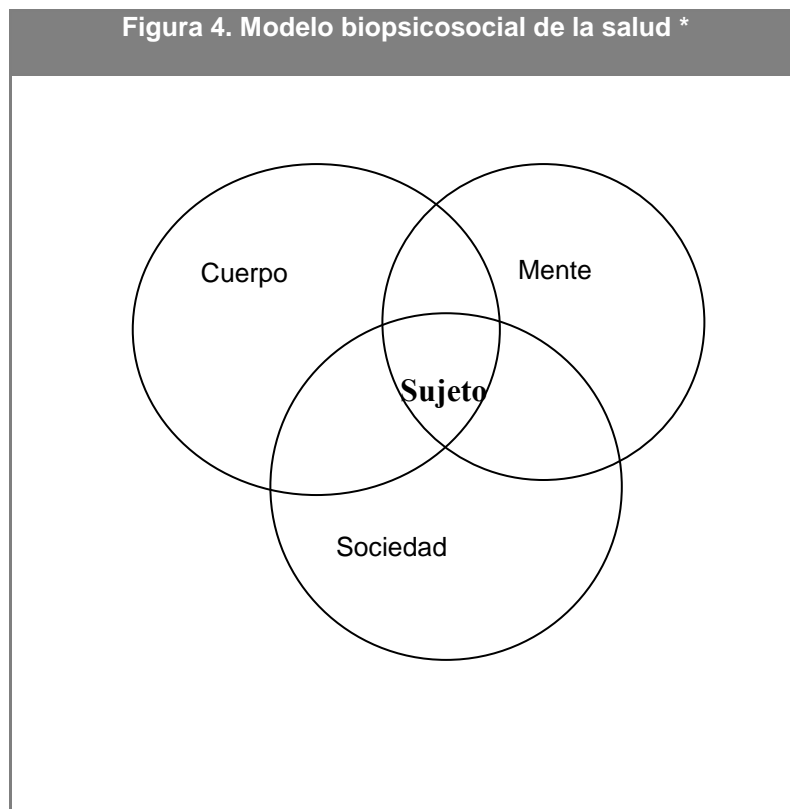 Figura 4. Modelo biopsicosocial de la salud *
Cuerpo
Mente
Sujeto
Sociedad